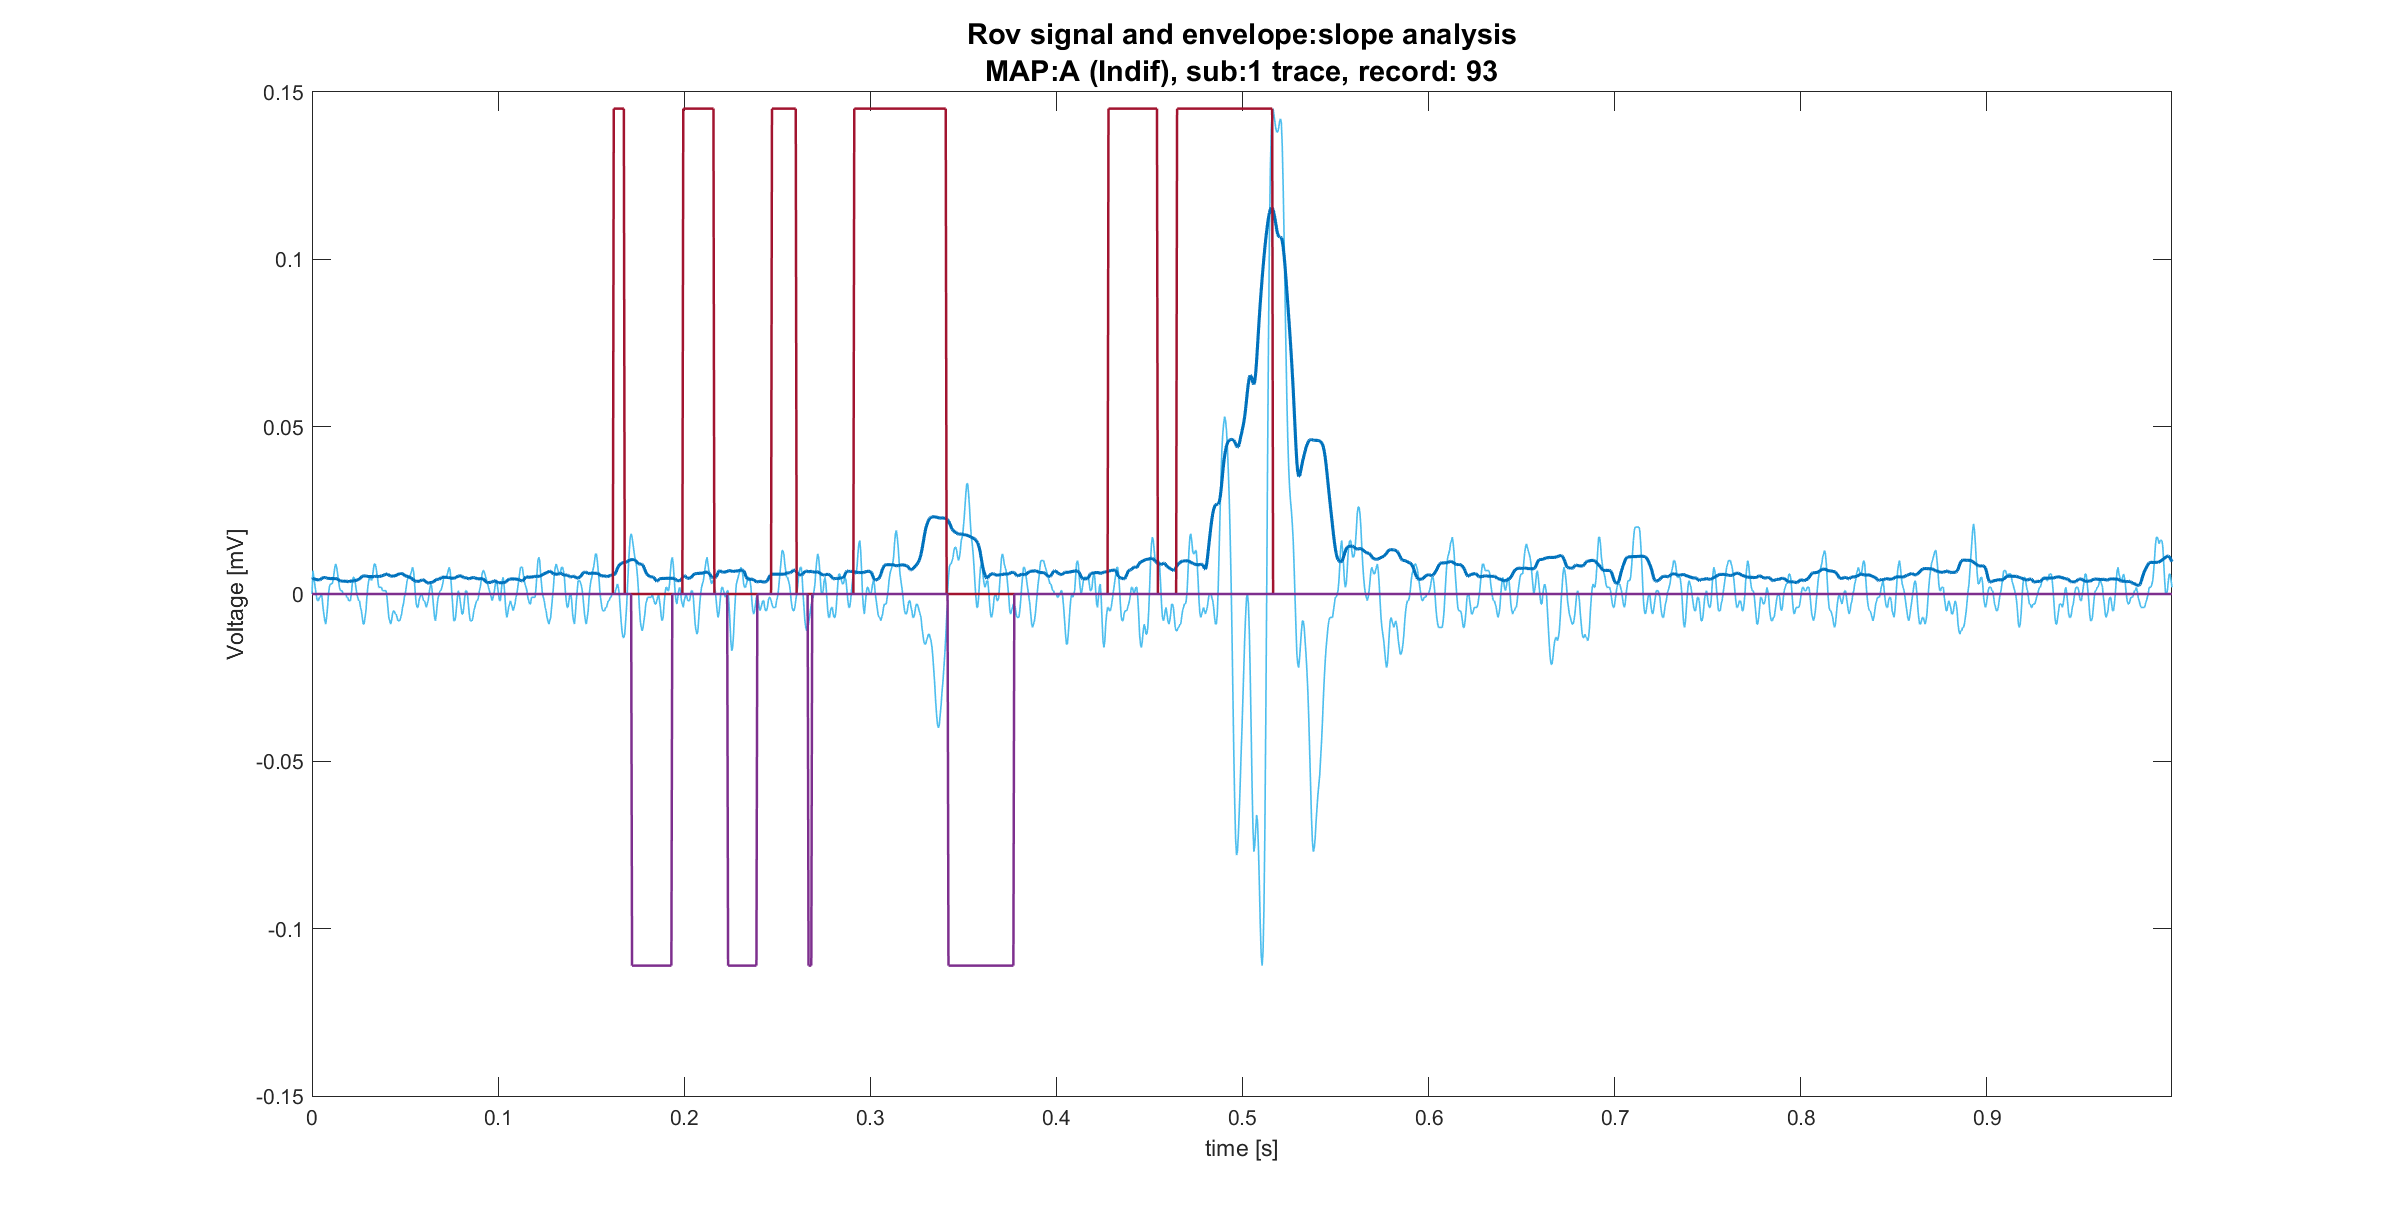 Rov signal and envelope:slope analysis
MAP:A (Indif), sub:1 trace, record: 93
0.15
0.1
0.05
0
-0.05
-0.1
-0.15
Voltage [mV]
0 0.1 0.2 0.3 0.4 0.5 0.6 0.7 0.8 0.9
time [s]